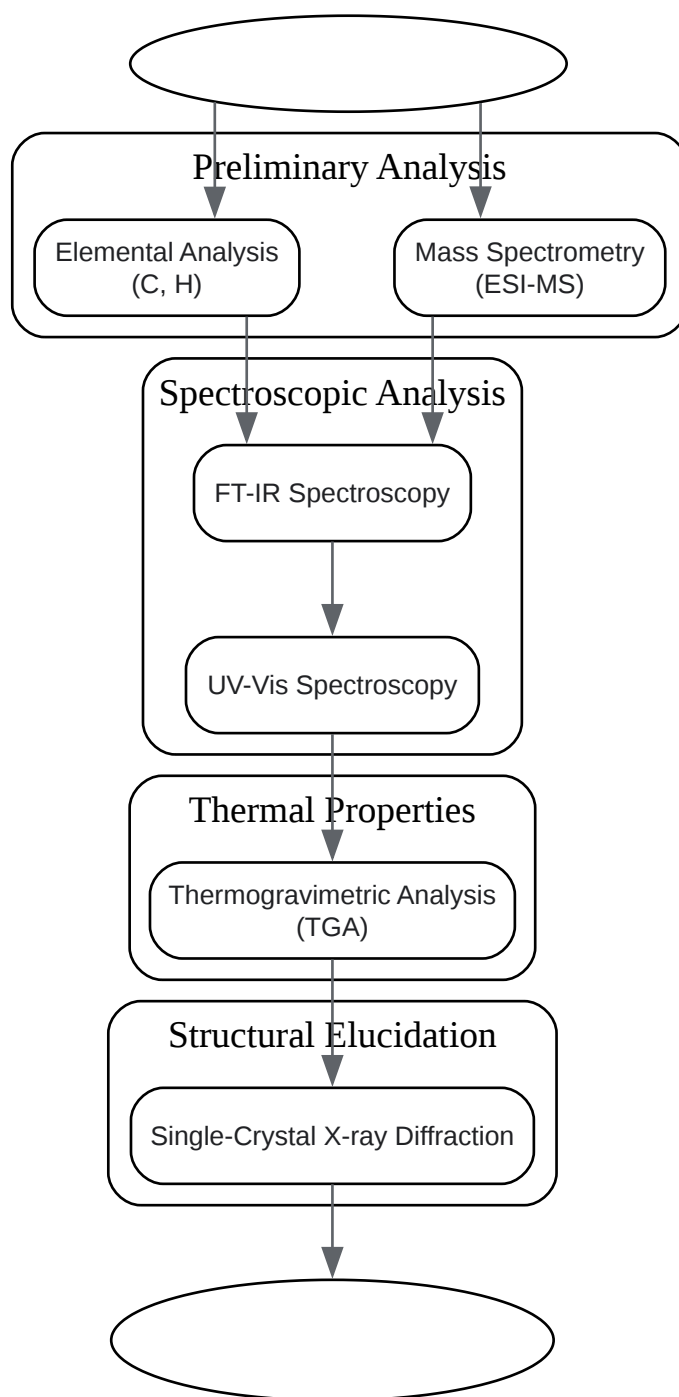 Preliminary Analysis
Elemental Analysis
(C, H)
Mass Spectrometry
(ESI-MS)
Spectroscopic Analysis
FT-IR Spectroscopy
UV-Vis Spectroscopy
Thermal Properties
Thermogravimetric Analysis
(TGA)
Structural Elucidation
Single-Crystal X-ray Diffraction